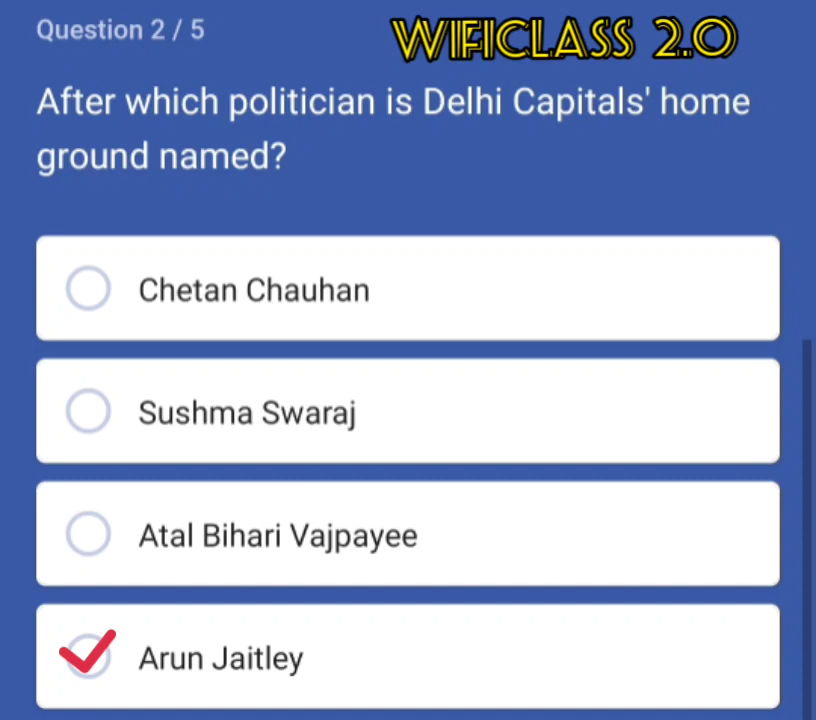 Question 2 / 5
WIFICLASS 2.O
After which politician is Delhi Capitals' home
ground named?
Chetan Chauhan
Sushma Swaraj
Atal Bihari Vajpayee
Arun Jaitley